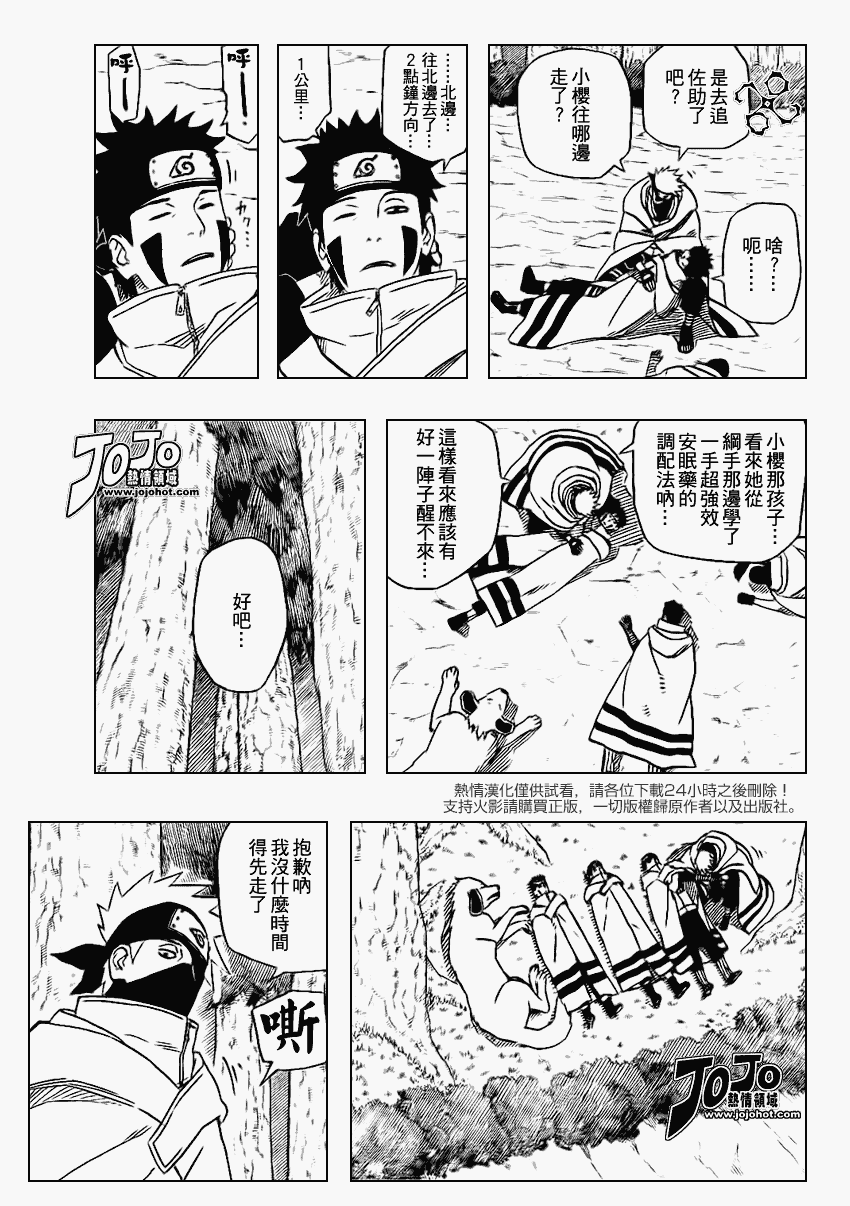 是去追
佐助了
吧？
小櫻往哪邊
走了？
啥？…
呃……
……北邊…
往北邊去了…
2點鐘方向…
1公里…
呼ー
呼ー
カク…
小櫻那孩子…
看來她從
綱手那邊學了
一手超強效
安眠藥的
調配法吶…
這樣看來應該有
好一陣子醒不來…
JOJO
熱情領域
www.jojohot.com
好吧…
熱情漢化僅供試看，請各位下載24小時之後刪除！
支持火影請購買正版，一切版權歸原作者以及出版社。
JOJO
熱情領域
www.jojohot.com
抱歉吶
我沒什麼時間
得先走了
嘶